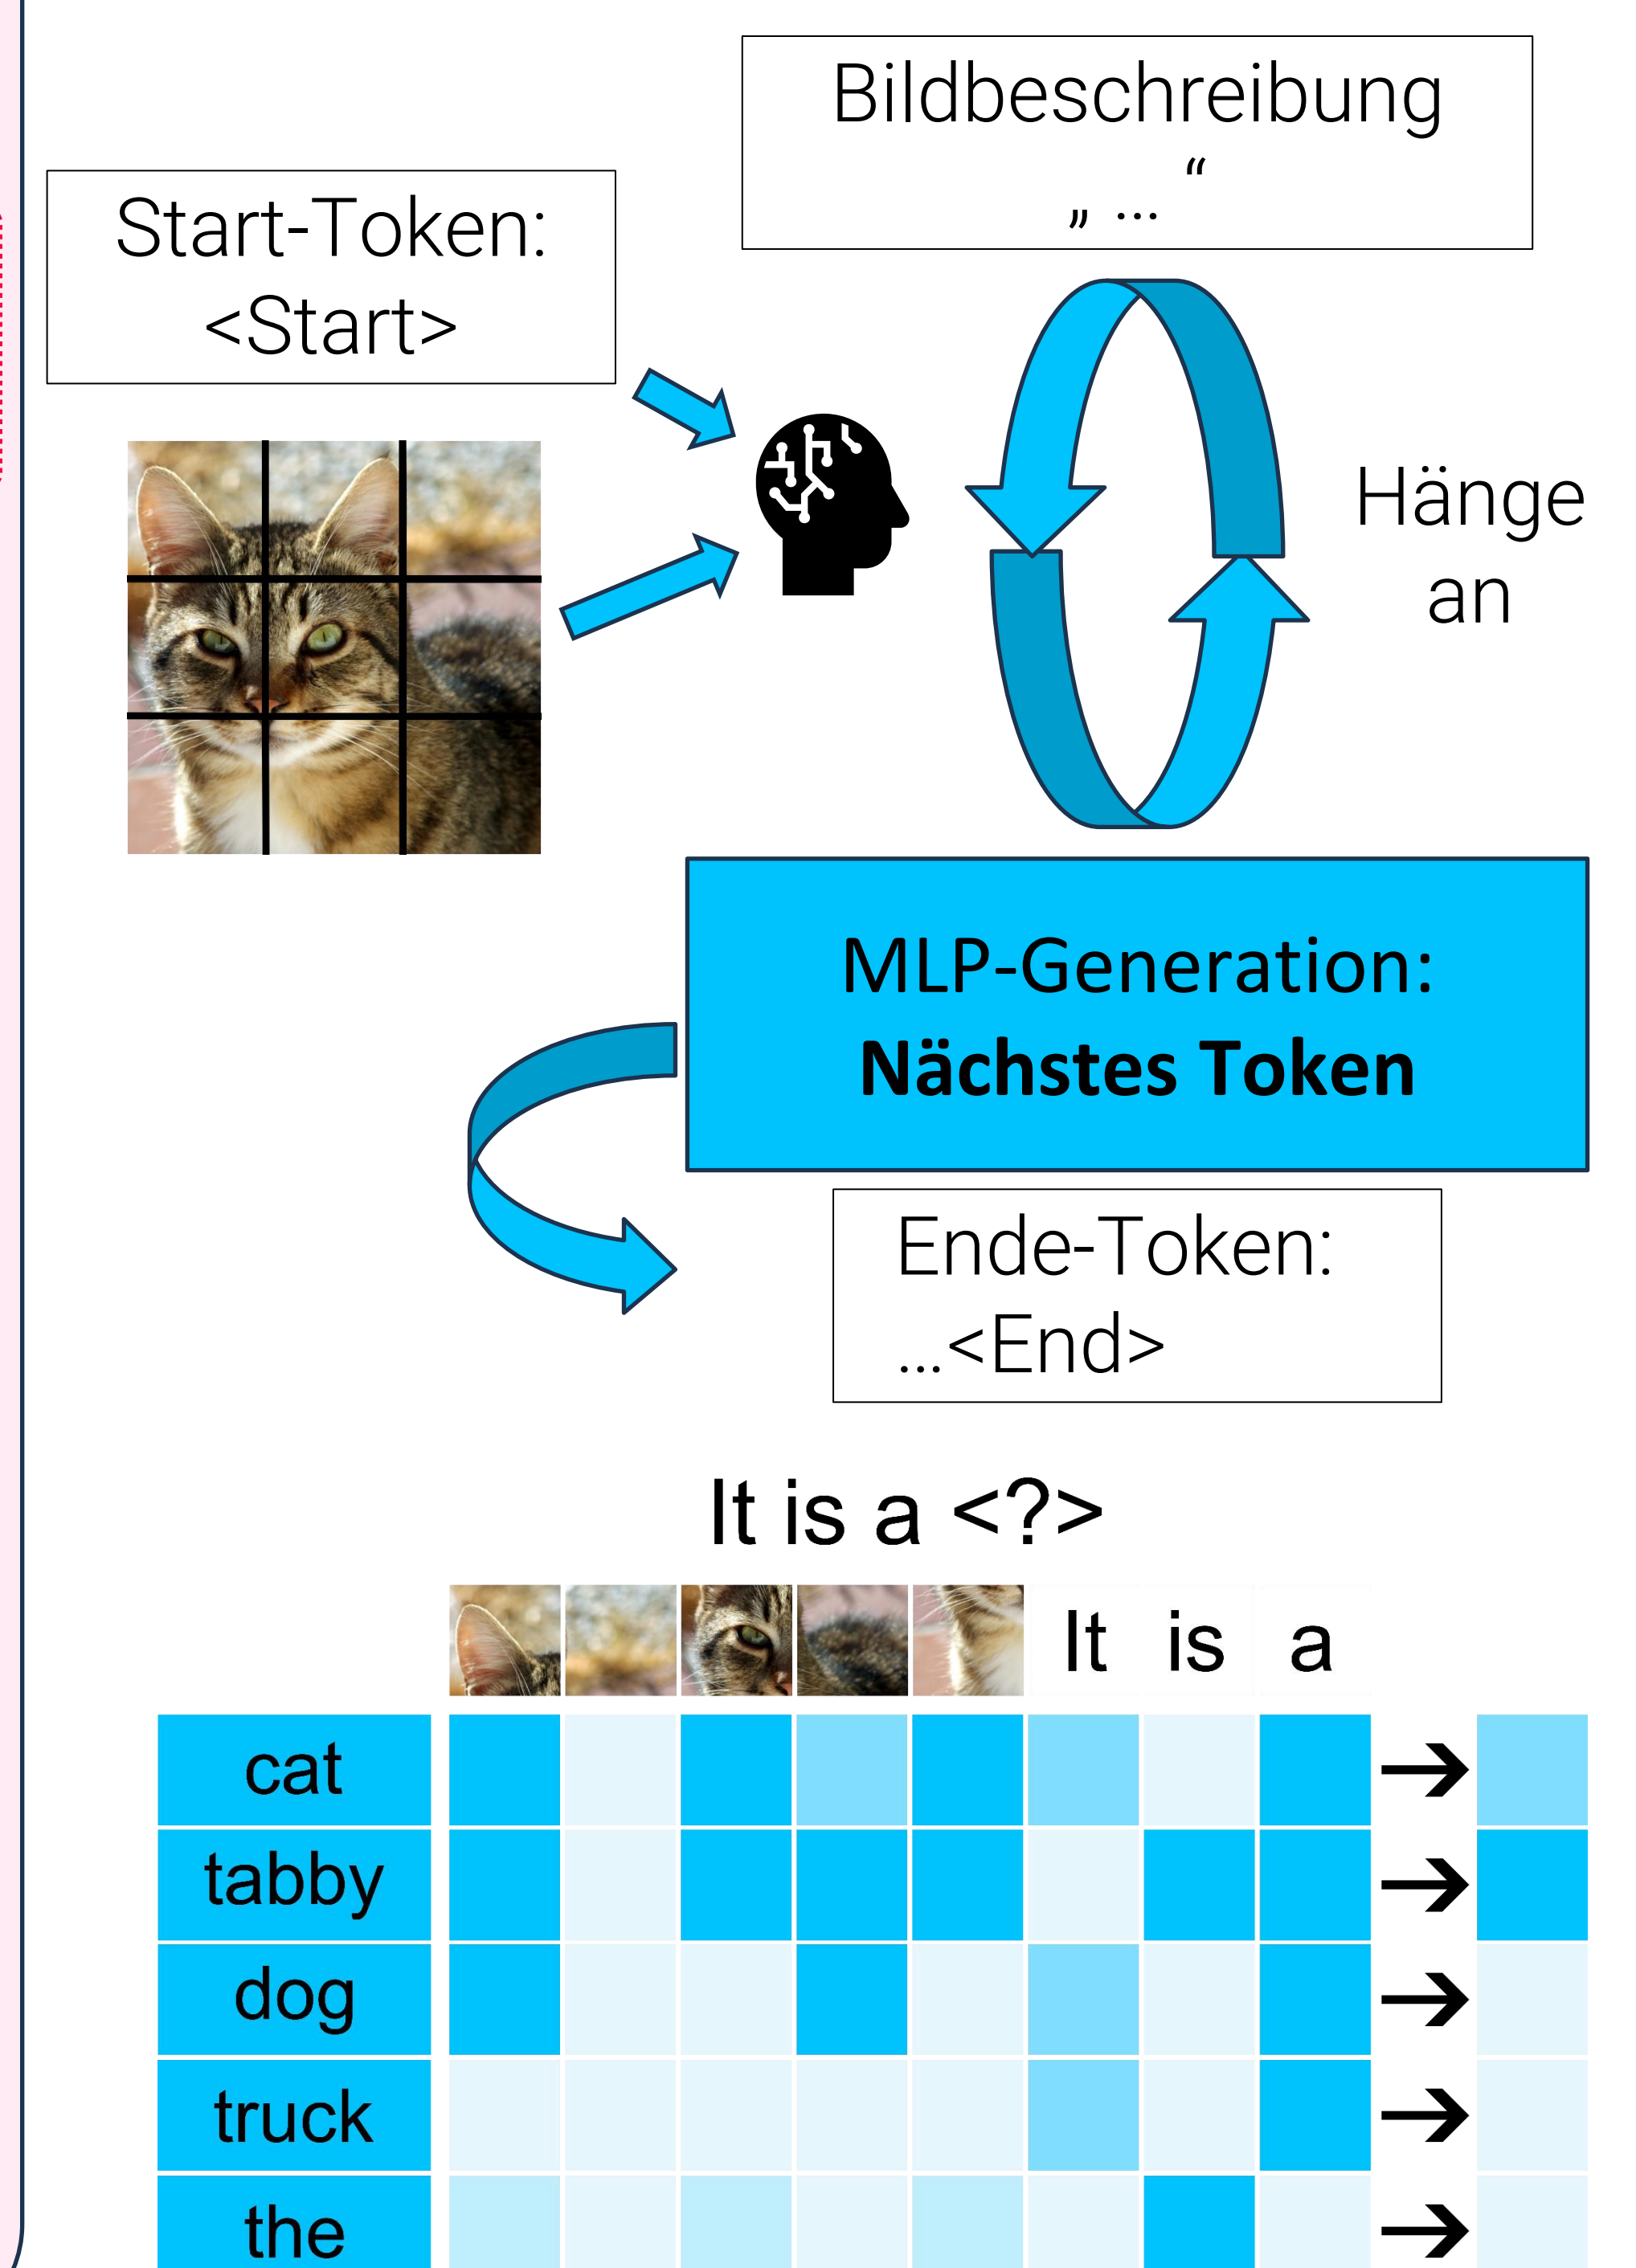 Bildbeschreibung
„ ... “
Start-Token:
<Start>
Hänge
an
MLP-Generation:
Nächstes Token
Ende-Token:
...<End>
It is a <?>
It is a
cat
tabby
dog
truck
the